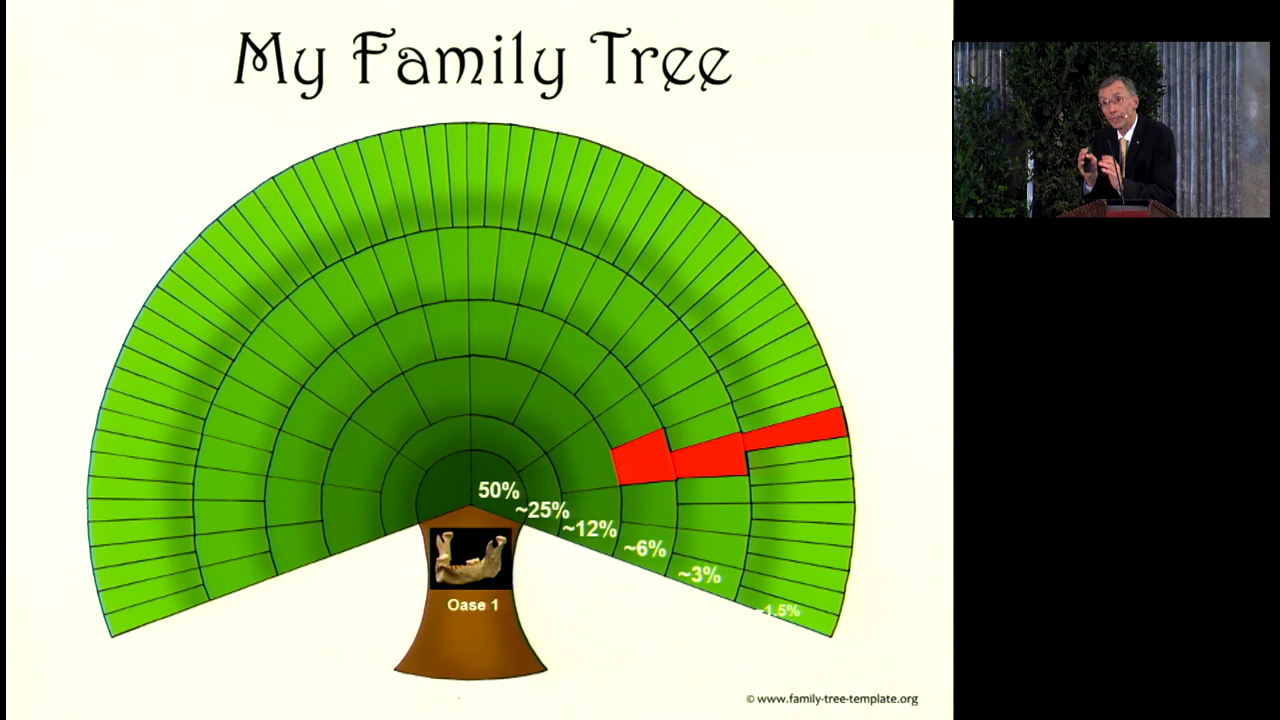 My Family Tree
50%
~25%
~12%
~6%
~3%
~1.5%
Oase 1
© www.family-tree-template.org